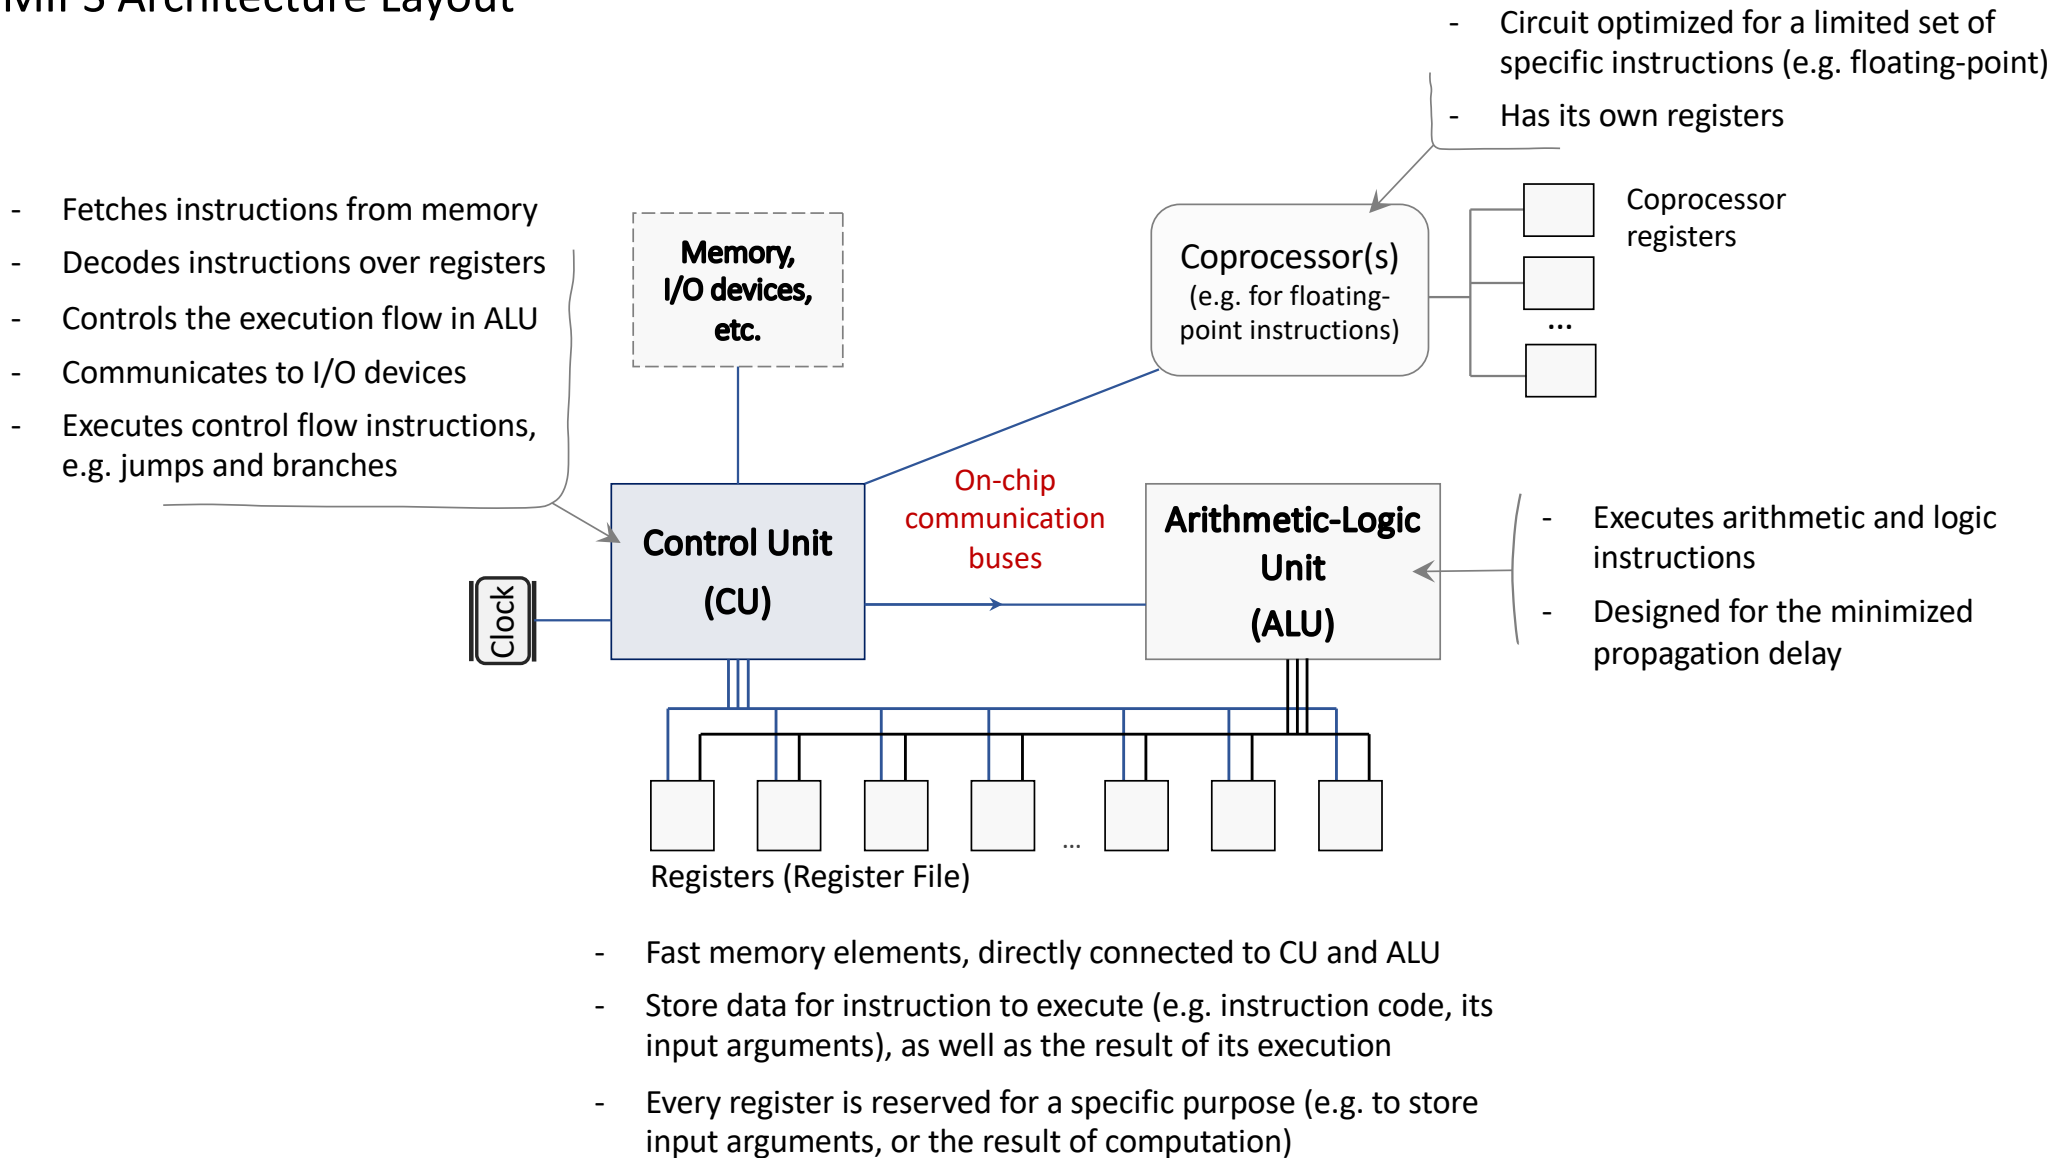 MIPS Architecture Layout
- Circuit optimized for a limited set of
specific instructions (e.g. floating-point)
- Has its own registers
- Fetches instructions from memory
- Decodes instructions over registers
- Controls the execution flow in ALU
- Communicates to I/O devices
- Executes control flow instructions,
e.g. jumps and branches
Memory,
I/O devices,
etc.
Coprocessor(s)
(e.g. for floating-
point instructions)
Coprocessor
registers
...
Clock
Control Unit
(CU)
On-chip
communication
buses
Arithmetic-Logic
Unit
(ALU)
- Executes arithmetic and logic
instructions
- Designed for the minimized
propagation delay
...
Registers (Register File)
- Fast memory elements, directly connected to CU and ALU
- Store data for instruction to execute (e.g. instruction code, its
input arguments), as well as the result of its execution
- Every register is reserved for a specific purpose (e.g. to store
input arguments, or the result of computation)